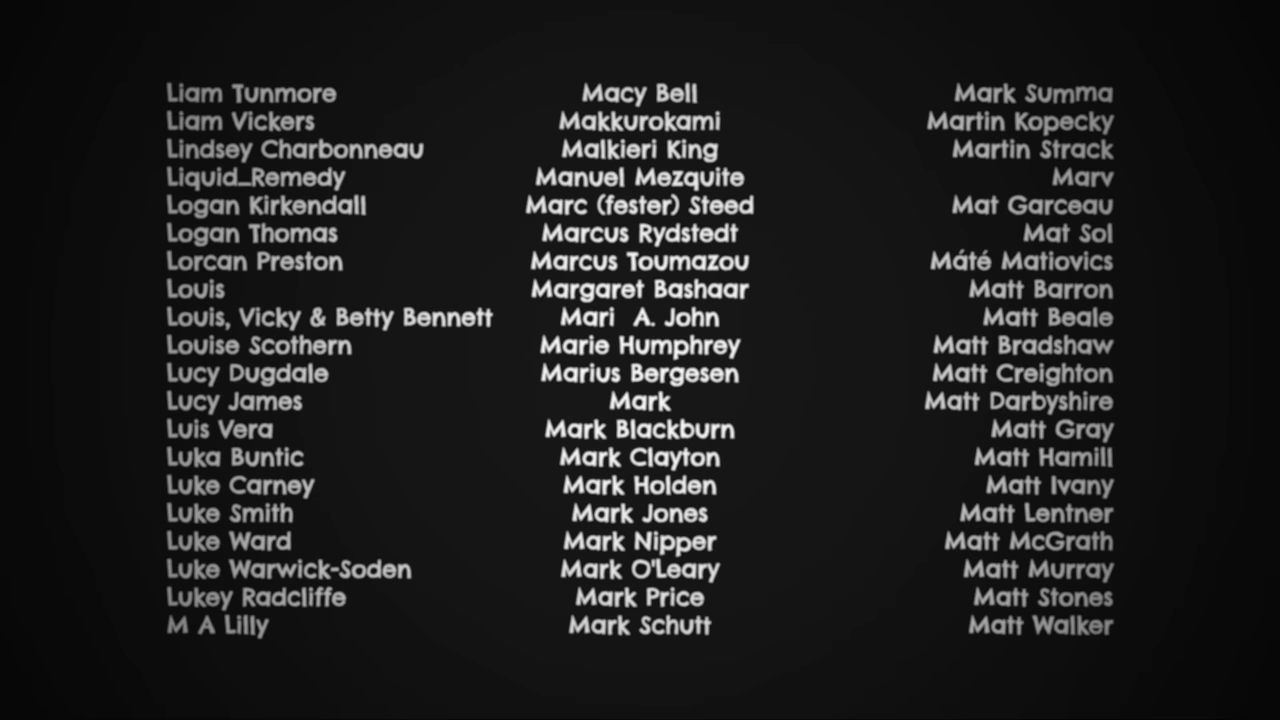 Liam Tunmore
Liam Vickers
Lindsey Charbonneau
Liquid_Remedy
Logan Kirkendall
Logan Thomas
Lorcan Preston
Louis
Louis, Vicky & Betty Bennett
Louise Scothern
Lucy Dugdale
Lucy James
Luis Vera
Luka Buntic
Luke Carney
Luke Smith
Luke Ward
Luke Warwick-Soden
Lukey Radcliffe
M A Lilly
Macy Bell
Makkurokami
Malkieri King
Manuel Mezquite
Marc (fester) Steed
Marcus Rydstedt
Marcus Toumazou
Margaret Bashaar
Mari  A. John
Marie Humphrey
Marius Bergesen
Mark
Mark Blackburn
Mark Clayton
Mark Holden
Mark Jones
Mark Nipper
Mark O'Leary
Mark Price
Mark Schutt
Mark Summa
Martin Kopecky
Martin Strack
Marv
Mat Garceau
Mat Sol
Máté Matiovics
Matt Barron
Matt Beale
Matt Bradshaw
Matt Creighton
Matt Darbyshire
Matt Gray
Matt Hamill
Matt Ivany
Matt Lentner
Matt McGrath
Matt Murray
Matt Stones
Matt Walker